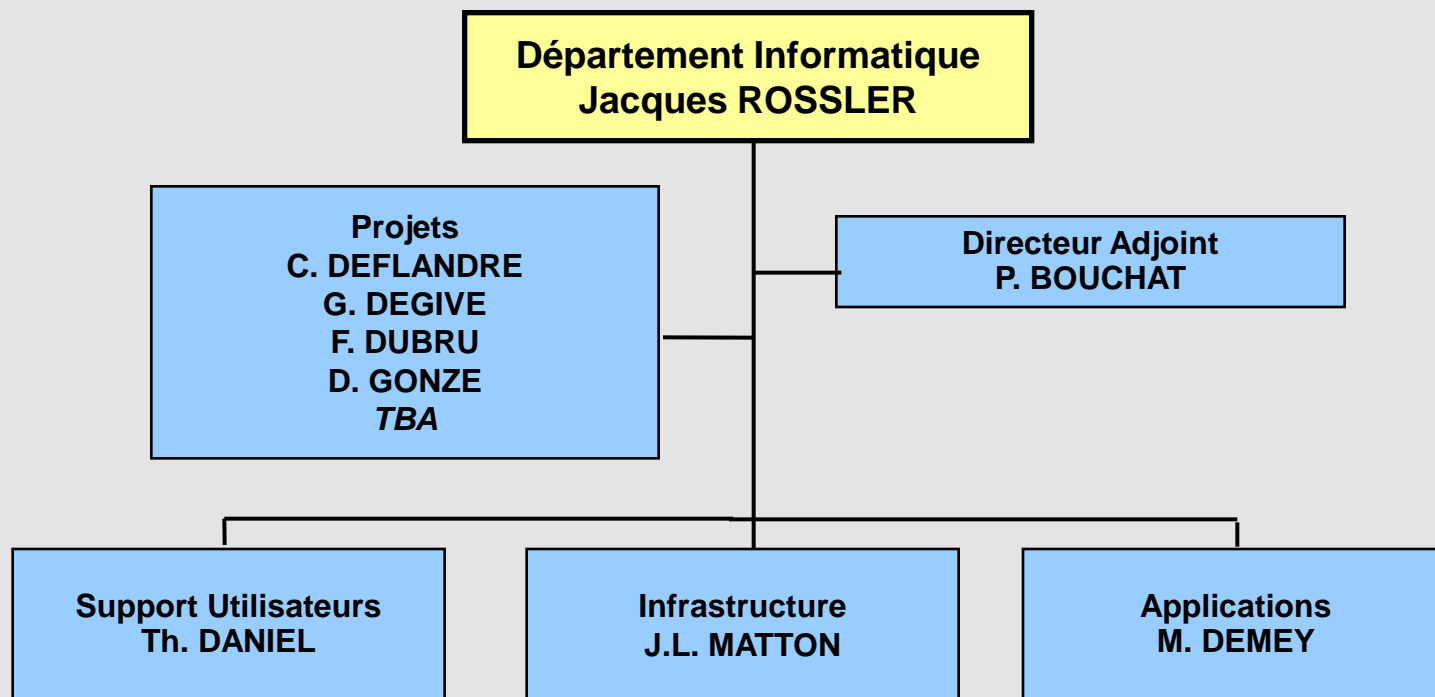 Département Informatique
Jacques ROSSLER
Projets
C. DEFLANDRE
G. DEGIVE
F. DUBRU
D. GONZE
TBA
Directeur Adjoint
P. BOUCHAT
Support Utilisateurs
Th. DANIEL
Infrastructure
J.L. MATTON
Applications
M. DEMEY